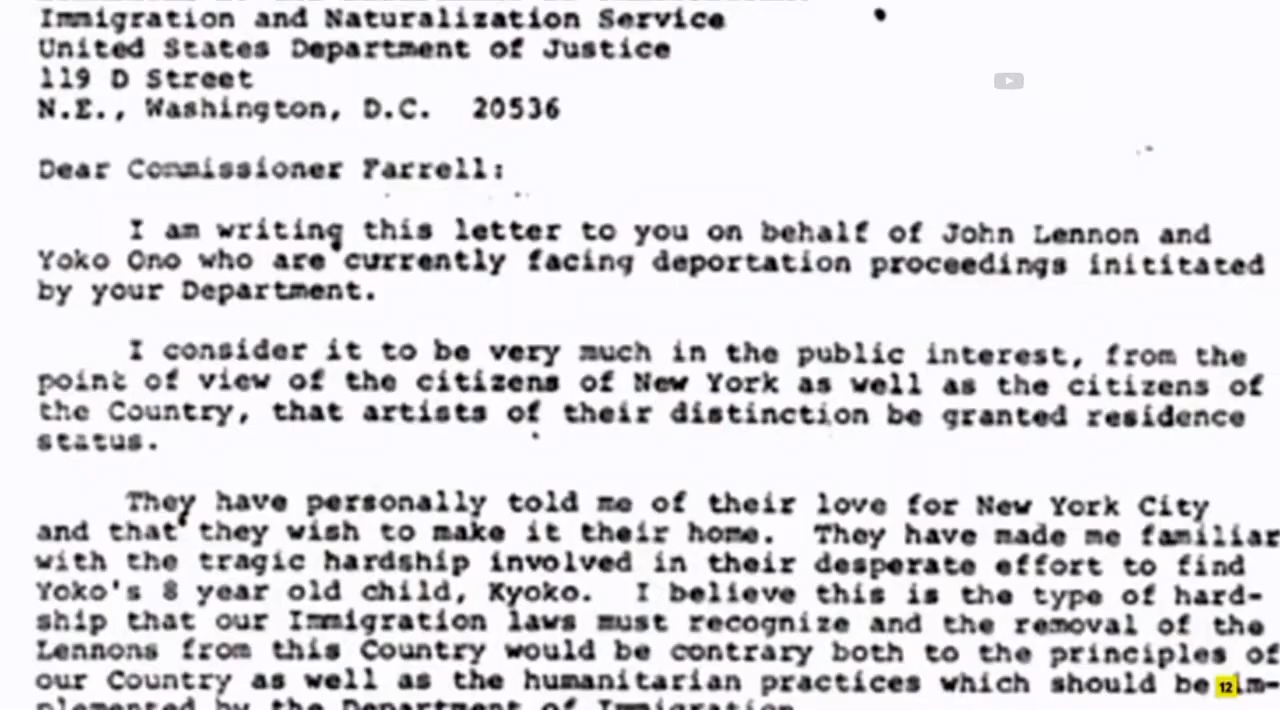 Immigration and Naturalization Service
United States Department of Justice
119 D Street
N.E., Washington, D.C. 20536
Dear Commissioner Farrell:
I am writing this letter to you on behalf of John Lennon and
Yoko Ono who are currently facing deportation proceedings inititated
by your Department.
I consider it to be very much in the public interest, from the
point of view of the citizens of New York as well as the citizens of
the Country, that artists of their distinction be granted residence
status.
They have personally told me of their love for New York City
and that they wish to make it their home. They have made me familiar
with the tragic hardship involved in their desperate effort to find
Yoko's 8 year old child, Kyoko. I believe this is the type of hard-
ship that our Immigration laws must recognize and the removal of the
Lennons from this Country would be contrary both to the principles of
our Country as well as the humanitarian practices which should be im-
plemented by the Department of Immigration.
12